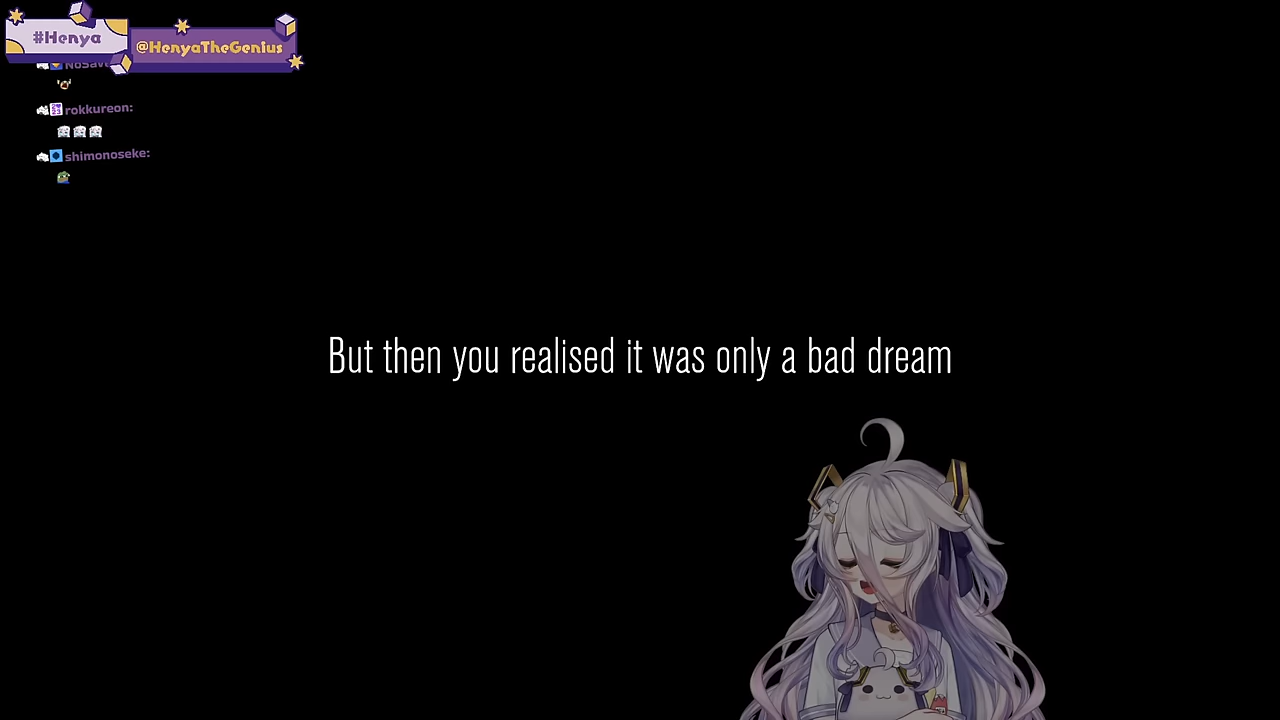 #Henya
@HenyaTheGenius
rokkureon:
shimonoseke:
But then you realised it was only a bad dream